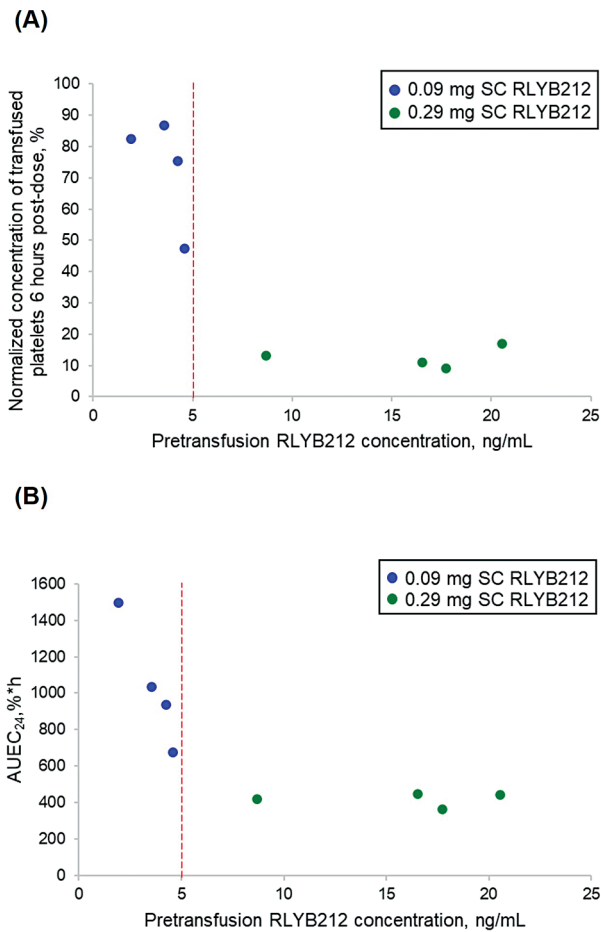 (A)
0.09 mg SC RLYB212
0.29 mg SC RLYB212
Normalized concentration of transfused
platelets 6 hours post-dose, %
100
90
80
70
60
50
40
30
20
10
0
0 5 10 15 20 25
Pretransfusion RLYB212 concentration, ng/mL
(B)
0.09 mg SC RLYB212
0.29 mg SC RLYB212
AUEC24,%*h
1600
1400
1200
1000
800
600
400
200
0
0 5 10 15 20 25
Pretransfusion RLYB212 concentration, ng/mL